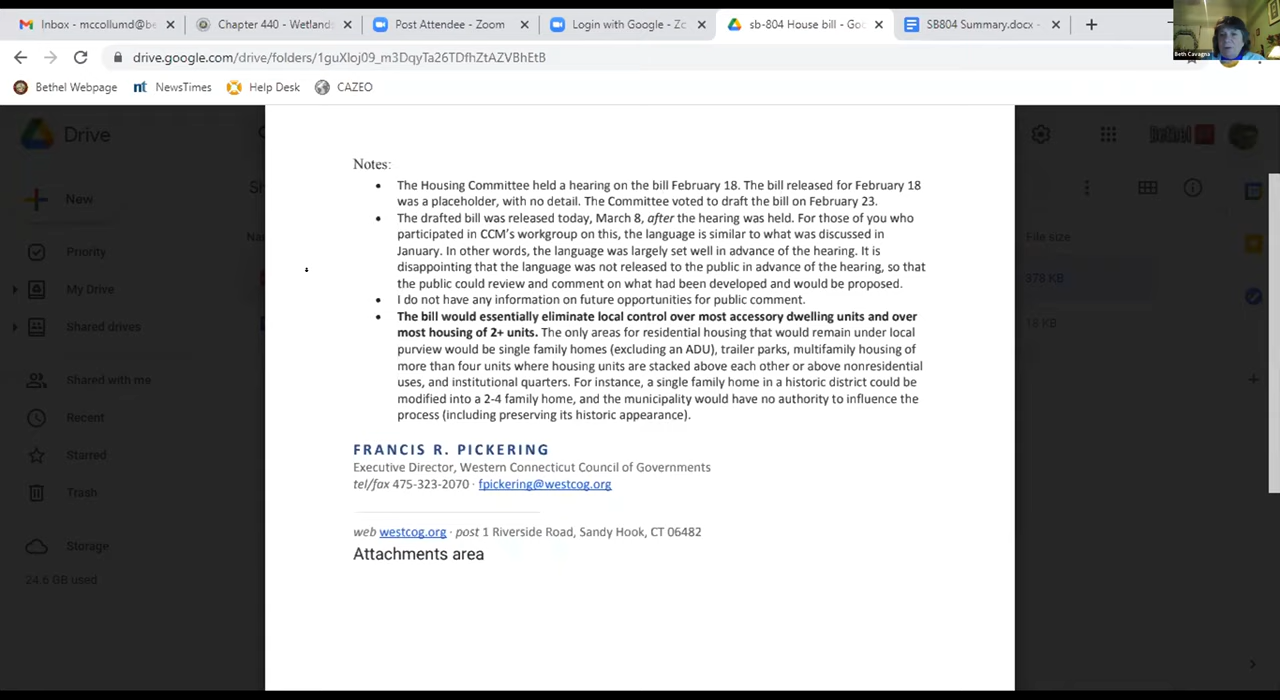 Inbox - mccollumd@be
Chapter 440 - Wetland
Post Attendee - Zoom
Login with Google - Zo
sb-804 House bill - Goo
SB804 Summary.docx -
drive.google.com/drive/folders/1guXloj09_m3DqyTa26TDfhZtAZVBhEtB
Beth Cavagna
Bethel Webpage
nt NewsTimes
Help Desk
CAZEO
Drive
New
Priority
My Drive
Shared drives
Shared with me
Recent
Starred
Trash
Storage
24.6 GB used
Sh
Nar
File size
378 KB
18 KB
Notes:
• The Housing Committee held a hearing on the bill February 18. The bill released for February 18
was a placeholder, with no detail. The Committee voted to draft the bill on February 23.
• The drafted bill was released today, March 8, after the hearing was held. For those of you who
participated in CCM's workgroup on this, the language is similar to what was discussed in
January. In other words, the language was largely set well in advance of the hearing. It is
disappointing that the language was not released to the public in advance of the hearing, so that
the public could review and comment on what had been developed and would be proposed.
• I do not have any information on future opportunities for public comment.
• The bill would essentially eliminate local control over most accessory dwelling units and over
most housing of 2+ units. The only areas for residential housing that would remain under local
purview would be single family homes (excluding an ADU), trailer parks, multifamily housing of
more than four units where housing units are stacked above each other or above nonresidential
uses, and institutional quarters. For instance, a single family home in a historic district could be
modified into a 2-4 family home, and the municipality would have no authority to influence the
process (including preserving its historic appearance).
FRANCIS R. PICKERING
Executive Director, Western Connecticut Council of Governments
tel/fax 475-323-2070 · fpickering@westcog.org
web westcog.org · post 1 Riverside Road, Sandy Hook, CT 06482
Attachments area